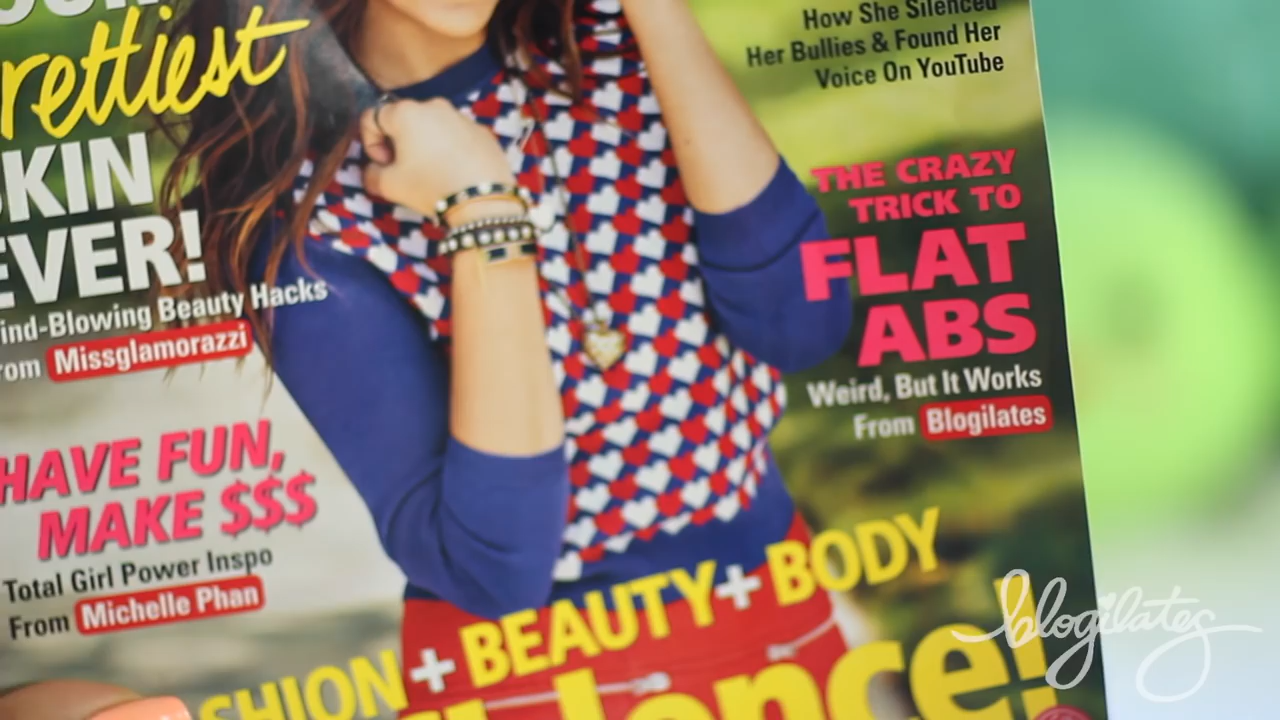 rettiest
SKIN
EVER!
ind-Blowing Beauty Hacks
from Missglamorazzi
HAVE FUN,
MAKE $$$
Total Girl Power Inspo
From Michelle Phan
How She Silenced
Her Bullies & Found Her
Voice On YouTube
THE CRAZY
TRICK TO
FLAT
ABS
Weird, But It Works
From Blogilates
SHION + BEAUTY + BODY
blogilates